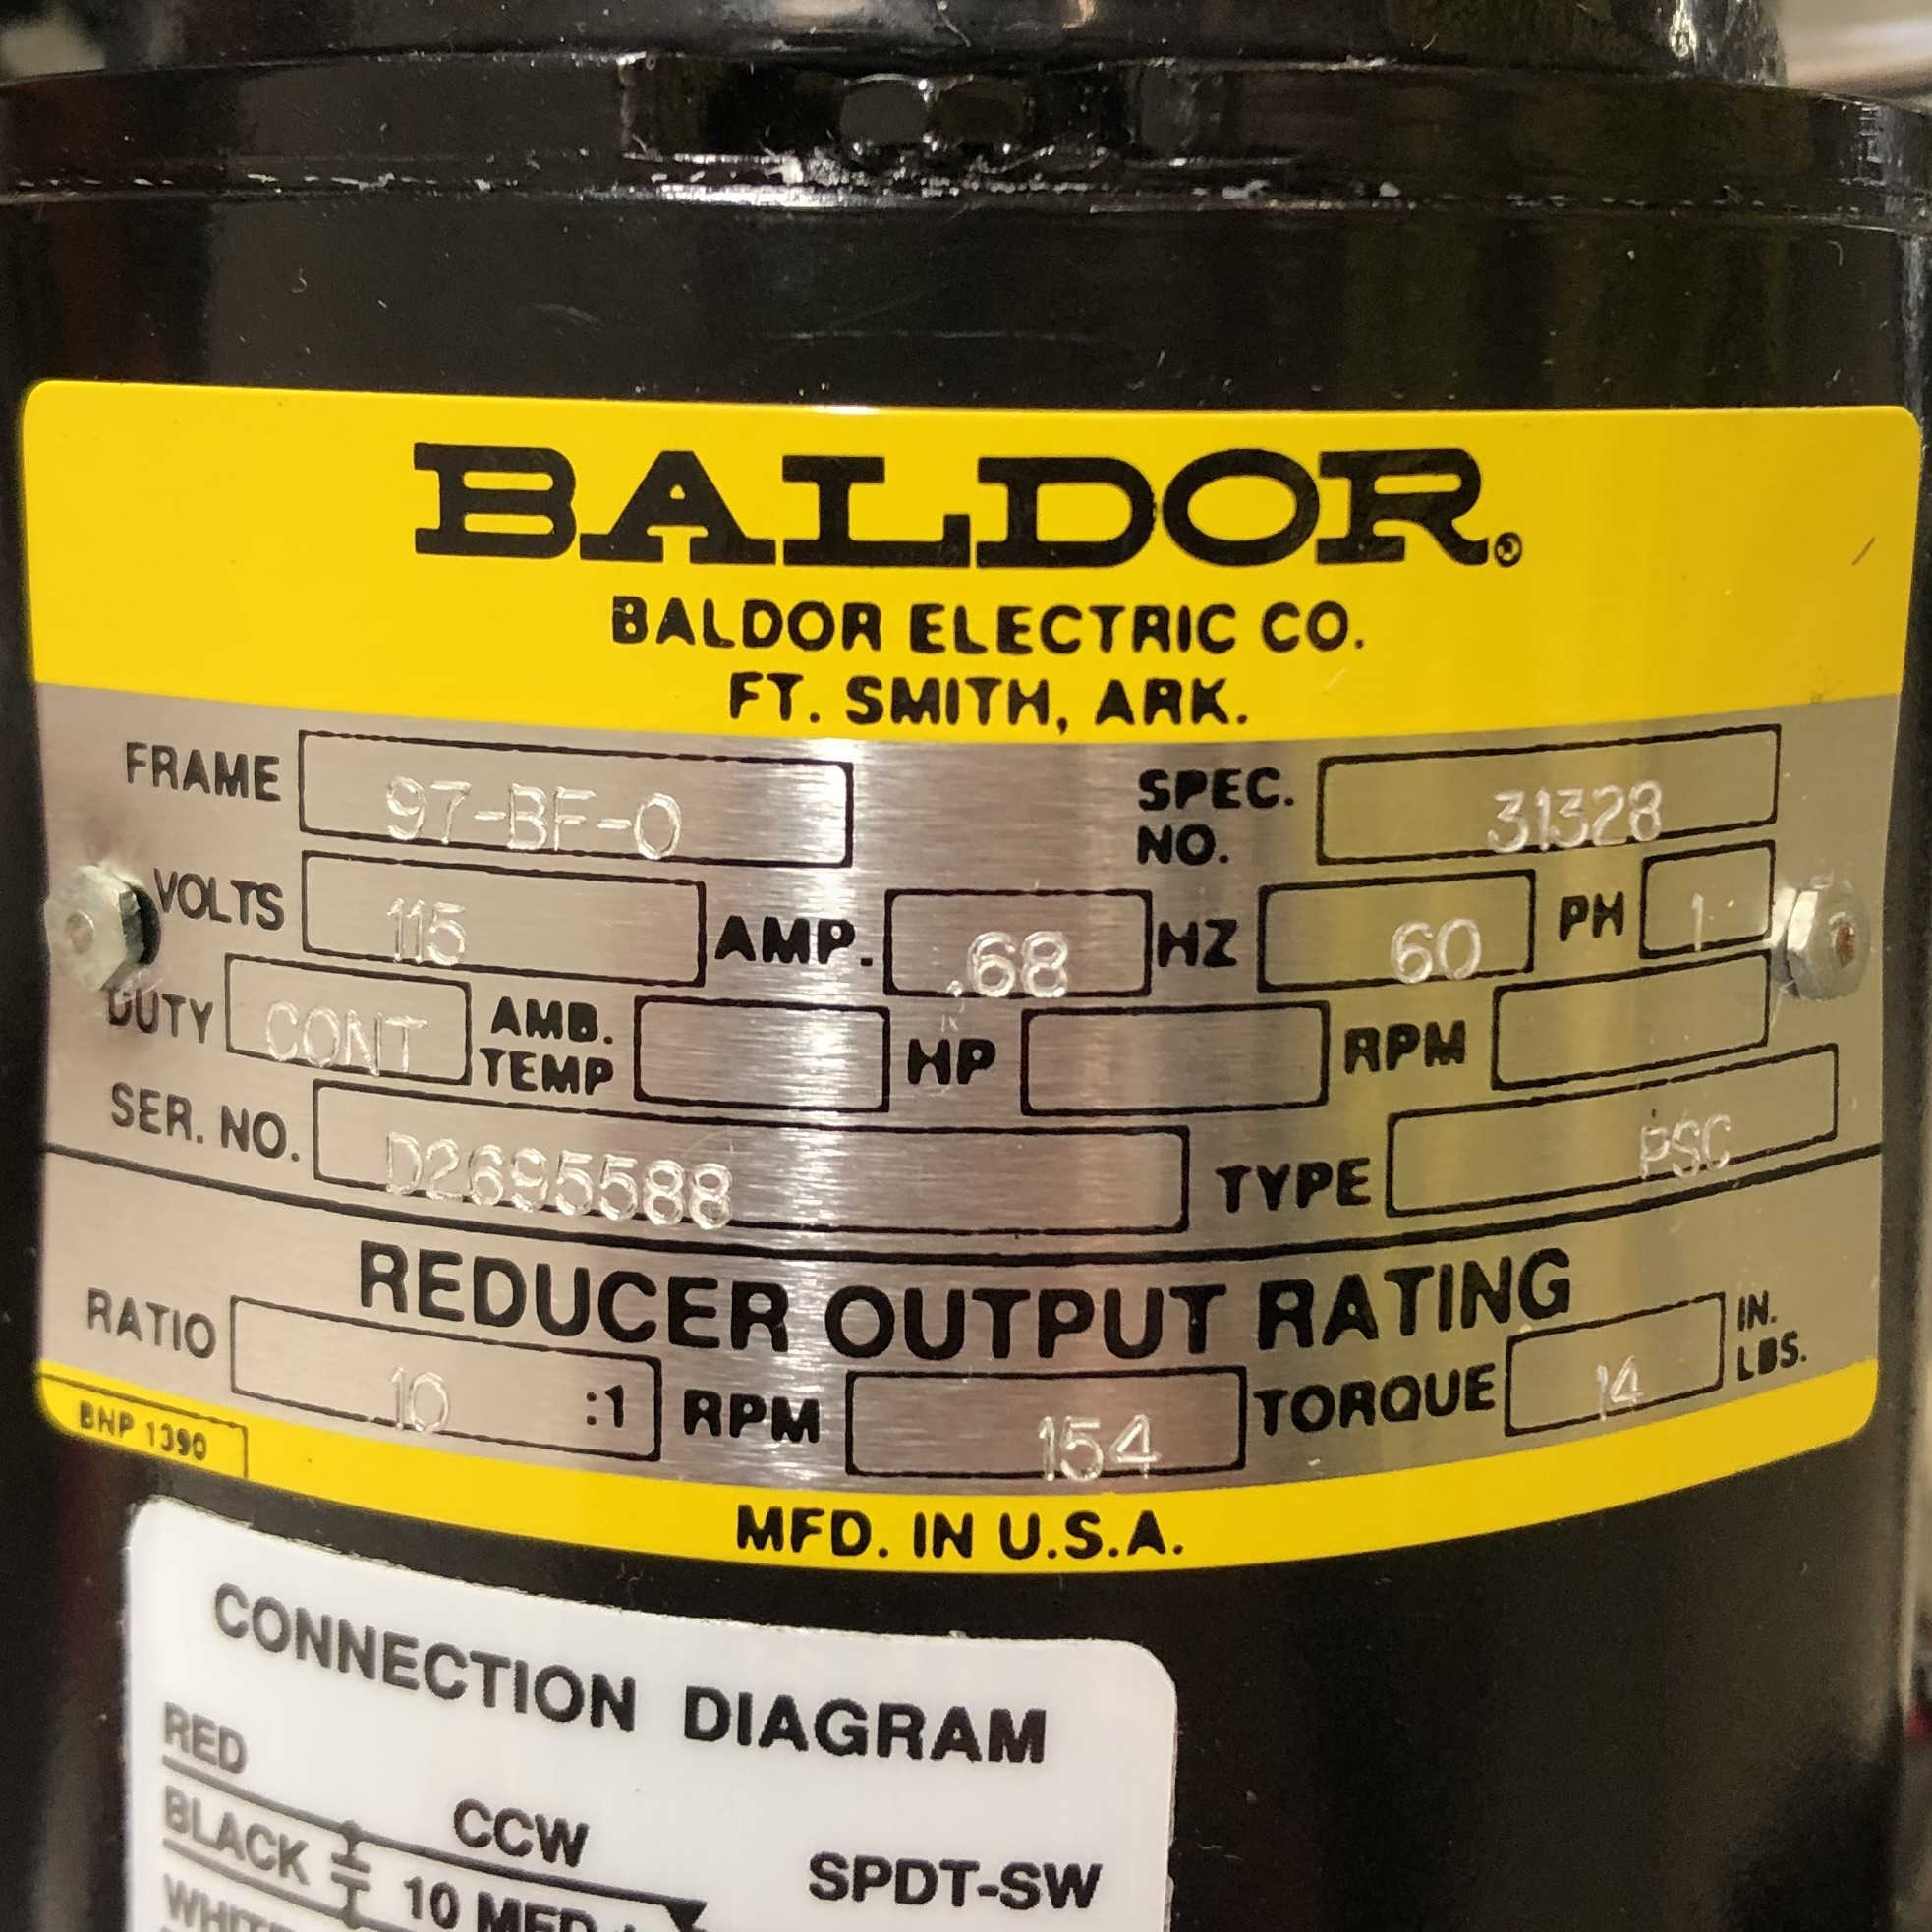 BALDOR®
BALDOR ELECTRIC CO.
FT. SMITH, ARK.
FRAME 97-BF-0 SPEC. NO. 31328
VOLTS 115 AMP. .68 HZ 60 PH 1
DUTY CONT AMB. TEMP HP RPM
SER. NO. D2695588 TYPE PSC
REDUCER OUTPUT RATING
RATIO 10 :1 RPM 154 TORQUE 14 IN. LBS.
BNP 1390
MFD. IN U.S.A.
CONNECTION DIAGRAM
RED
CCW
BLACK
SPDT-SW
10